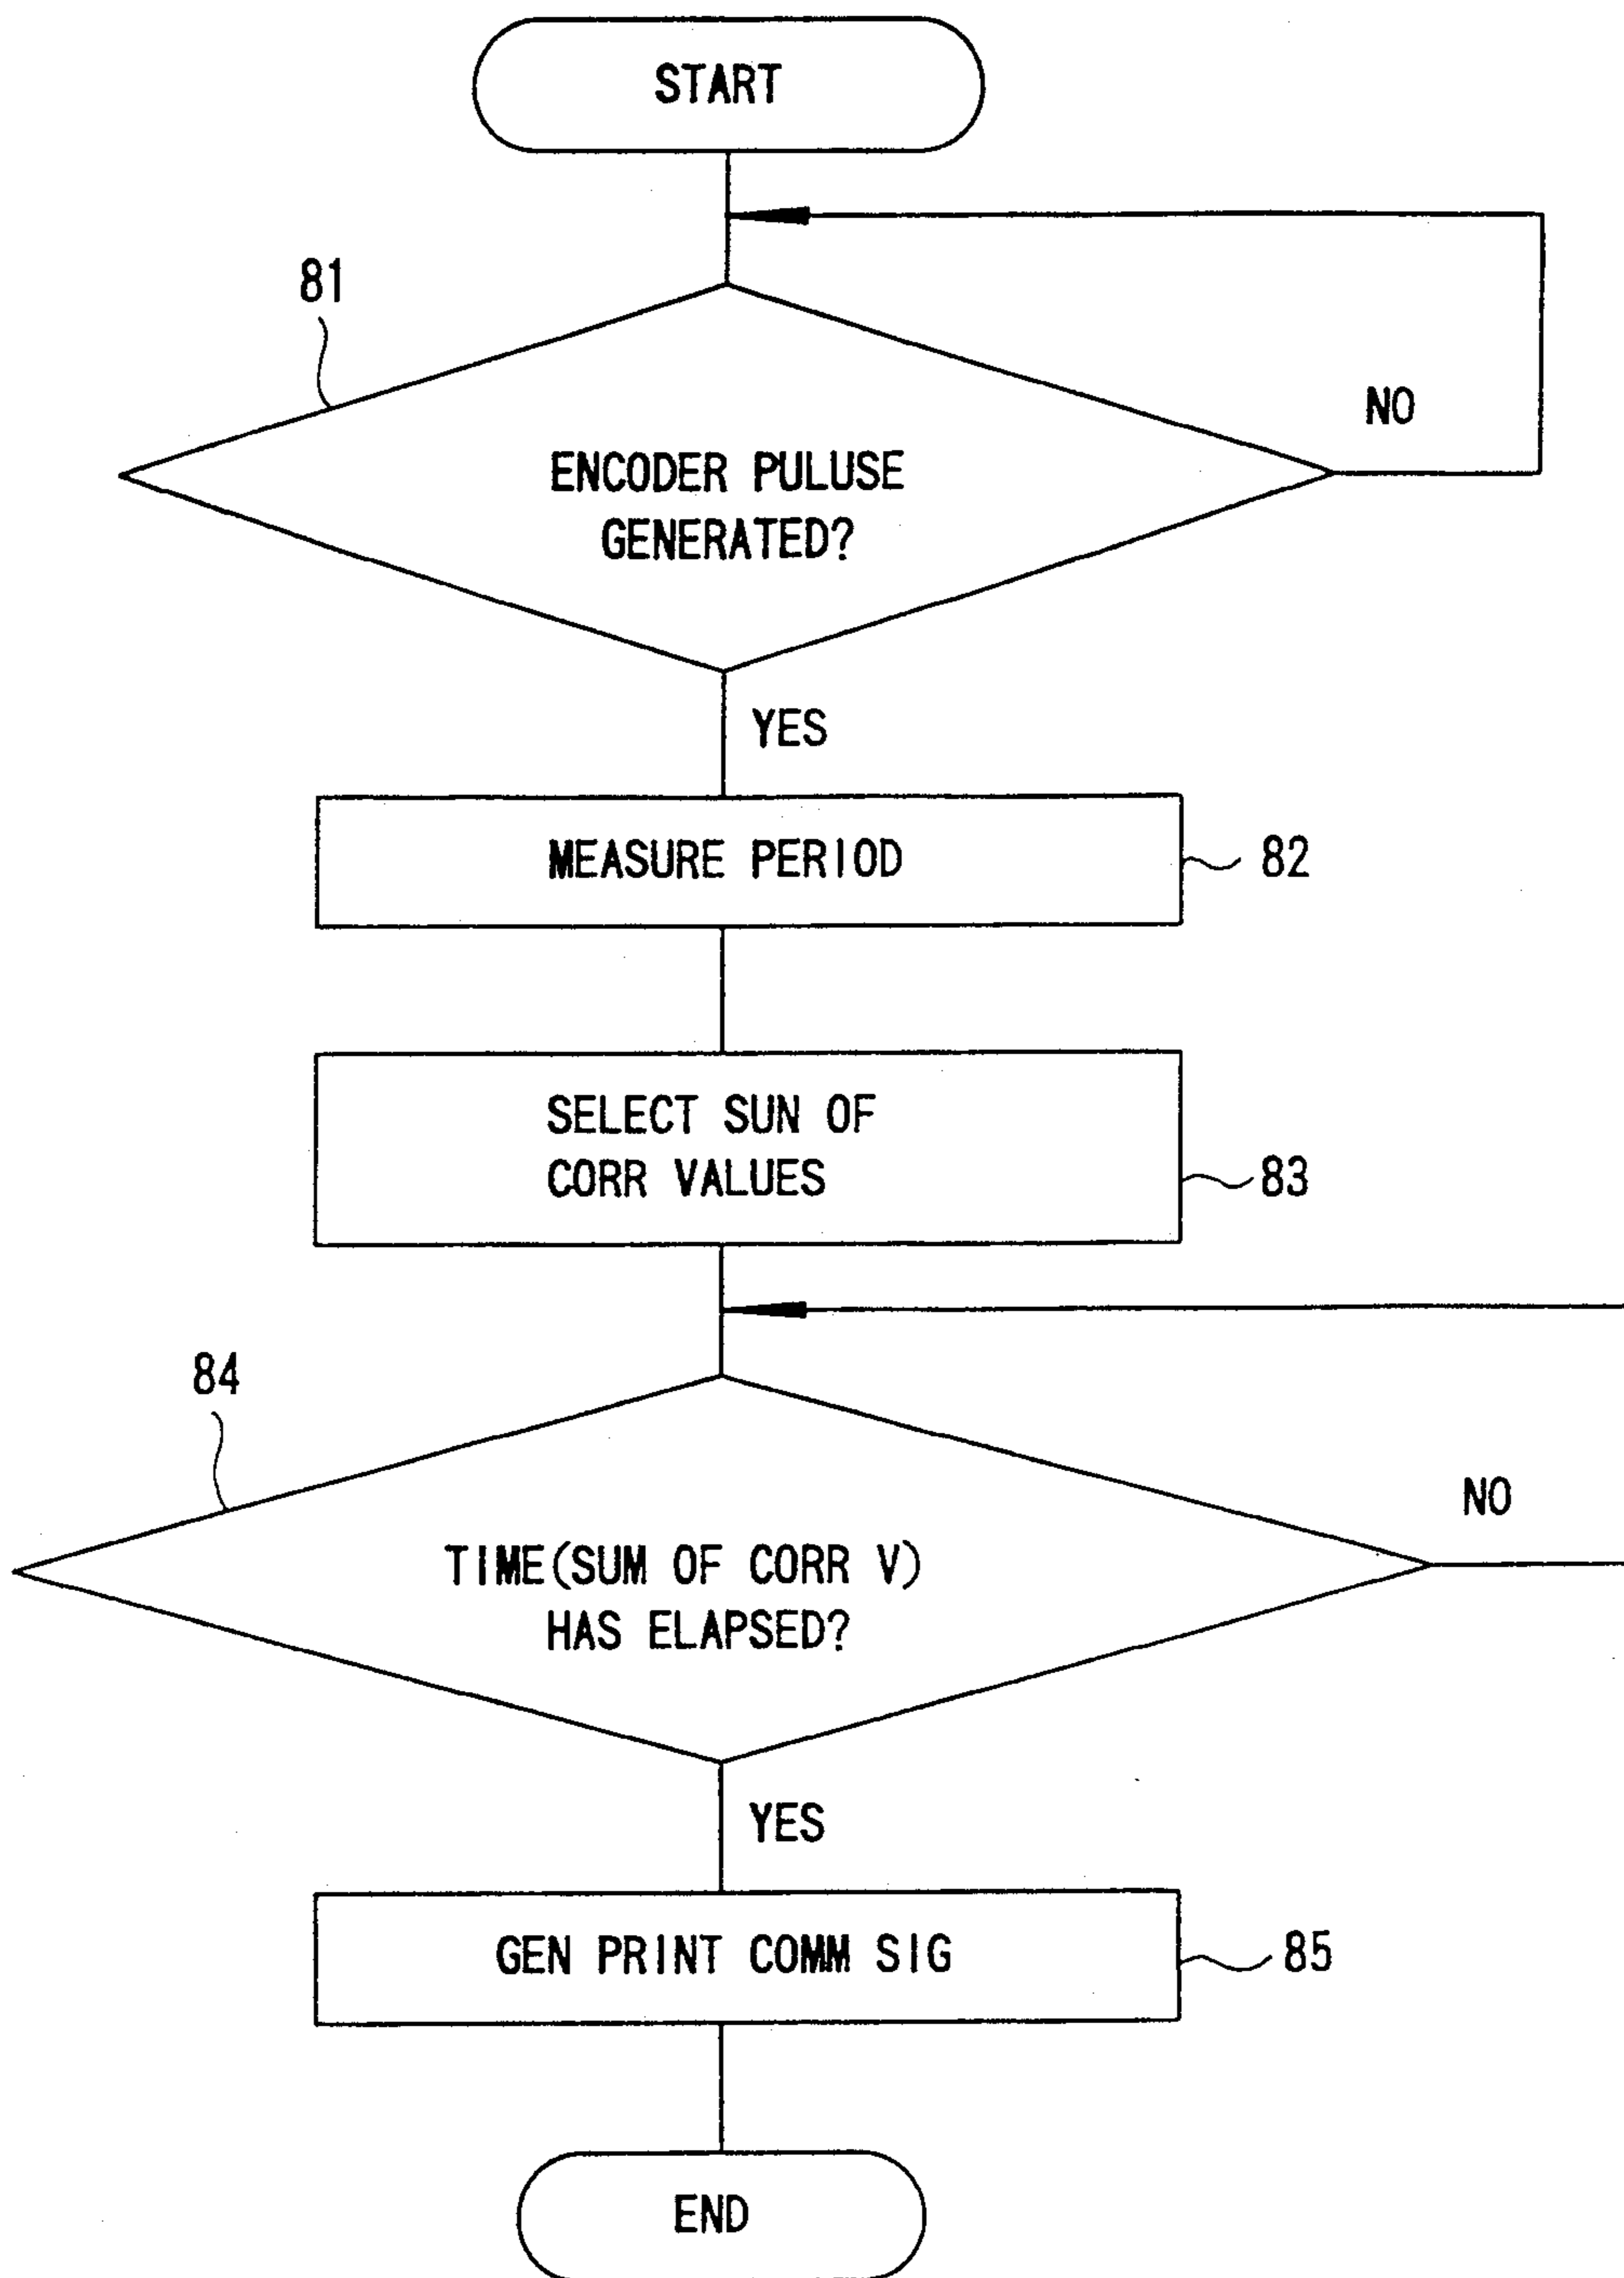 START
81
NO
ENCODER PULUSE
GENERATED?
YES
MEASURE PERIOD
82
SELECT SUN OF
CORR VALUES
83
84
NO
TIME(SUM OF CORR V)
HAS ELAPSED?
YES
GEN PRINT COMM SIG
85
END